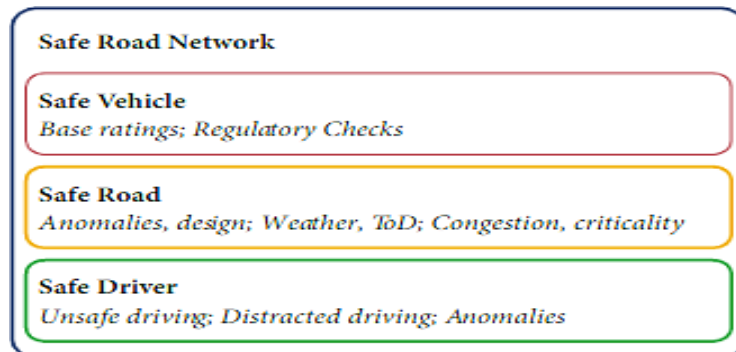 Safe Road Network
Safe Vehicle
Base ratings; Regulatory Checks
Safe Road
Anomalies, design; Weather, ToD; Congestion, criticality
Safe Driver
Unsafe driving; Distracted driving; Anomalies